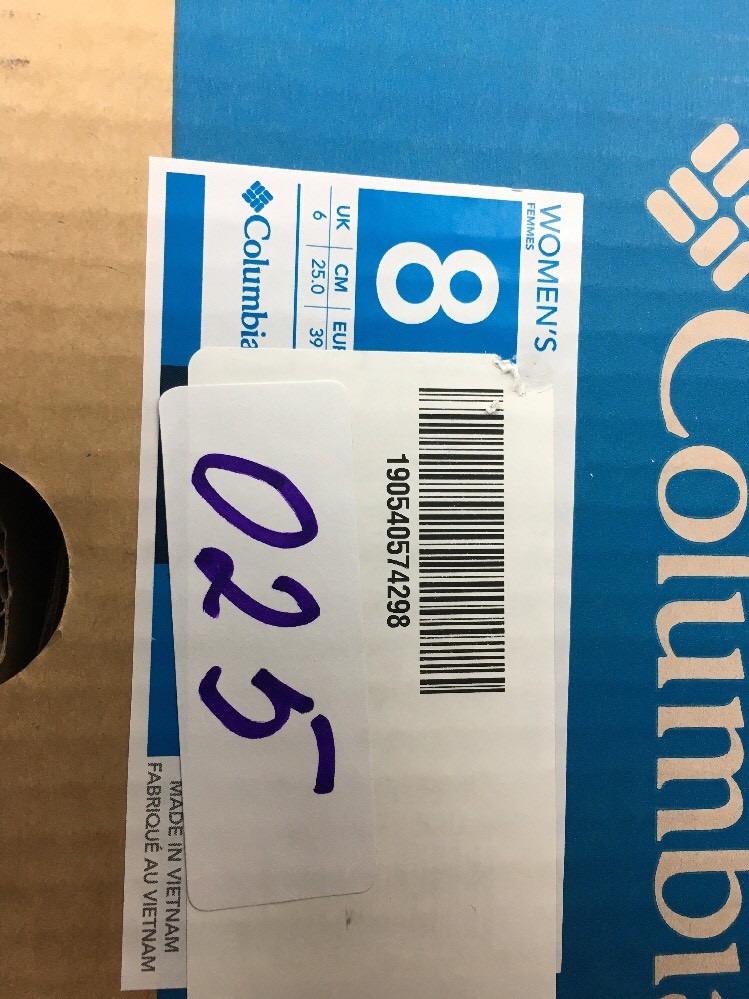 WOMEN'S
FEMMES
8
UK CM EUR
6 25.0 39
Columbia
190540574298
025
MADE IN VIETNAM
FABRIQUÉ AU VIETNAM
Columbi